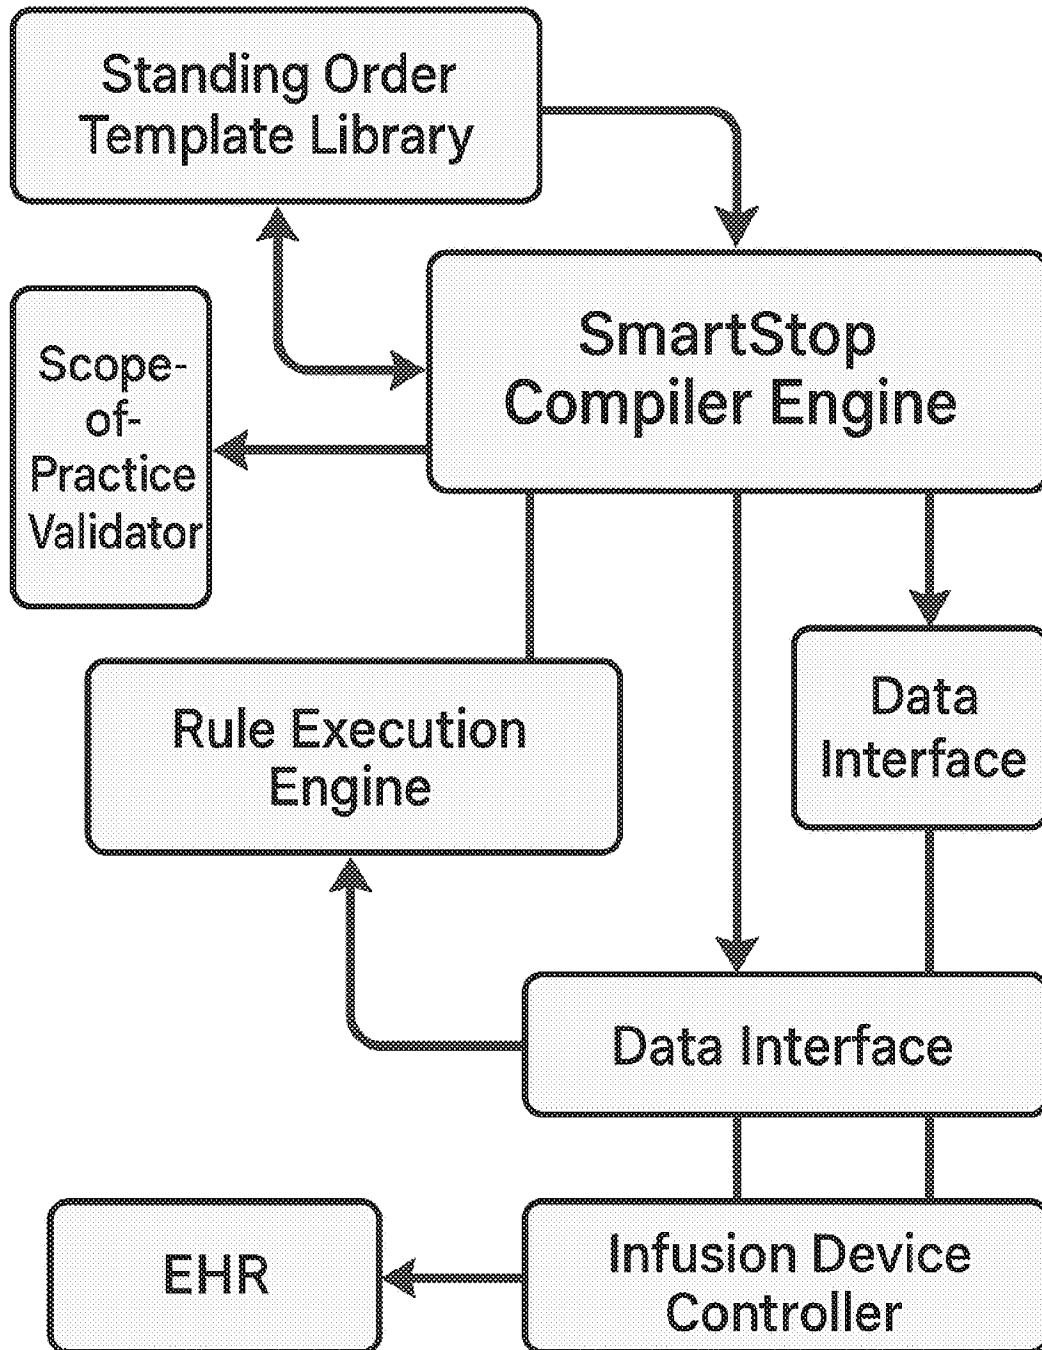 Standing Order
Template Library
SmartStop
Compiler Engine
Scope-
of-
Practice
Validator
Rule Execution
Engine
Data
Interface
Data Interface
EHR
Infusion Device
Controller